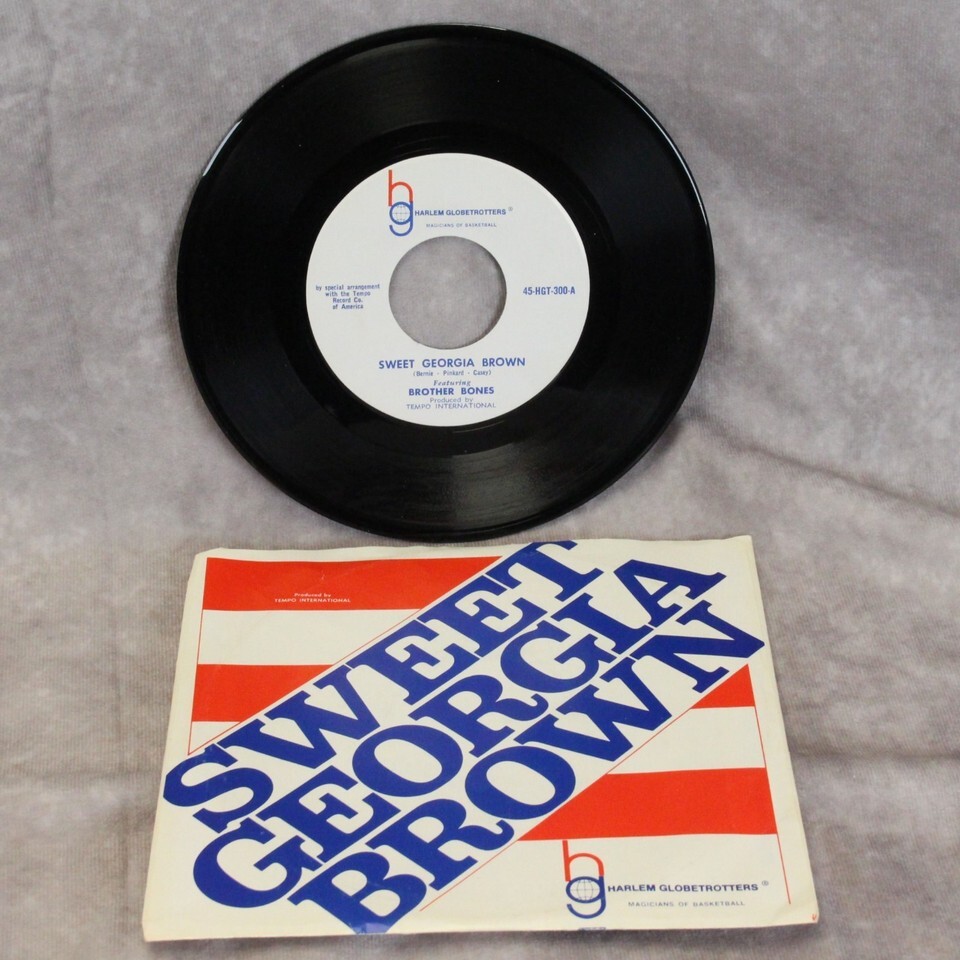 hg HARLEM GLOBETROTTERS®
MAGICIANS OF BASKETBALL
by special arrangement
with the Tempo
Record Co.
of America
45-HGT-300-A
SWEET GEORGIA BROWN
(Bernie - Pinkard - Casey)
Featuring
BROTHER BONES
Produced by
TEMPO INTERNATIONAL
Produced by
TEMPO INTERNATIONAL
SWEET
GEORGIA
BROWN
hg HARLEM GLOBETROTTERS®
MAGICIANS OF BASKETBALL